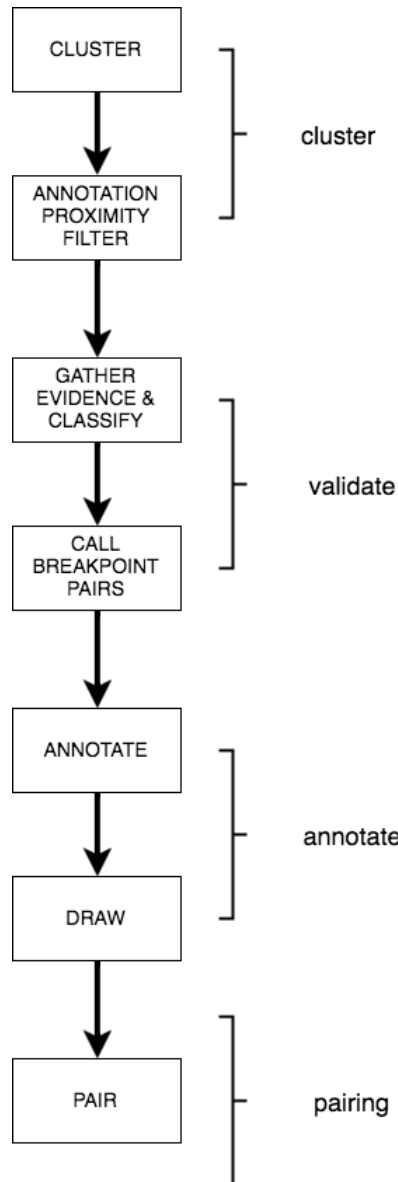 CLUSTER
cluster
ANNOTATION
PROXIMITY
FILTER
GATHER
EVIDENCE &
CLASSIFY
validate
CALL
BREAKPOINT
PAIRS
ANNOTATE
annotate
DRAW
PAIR
pairing